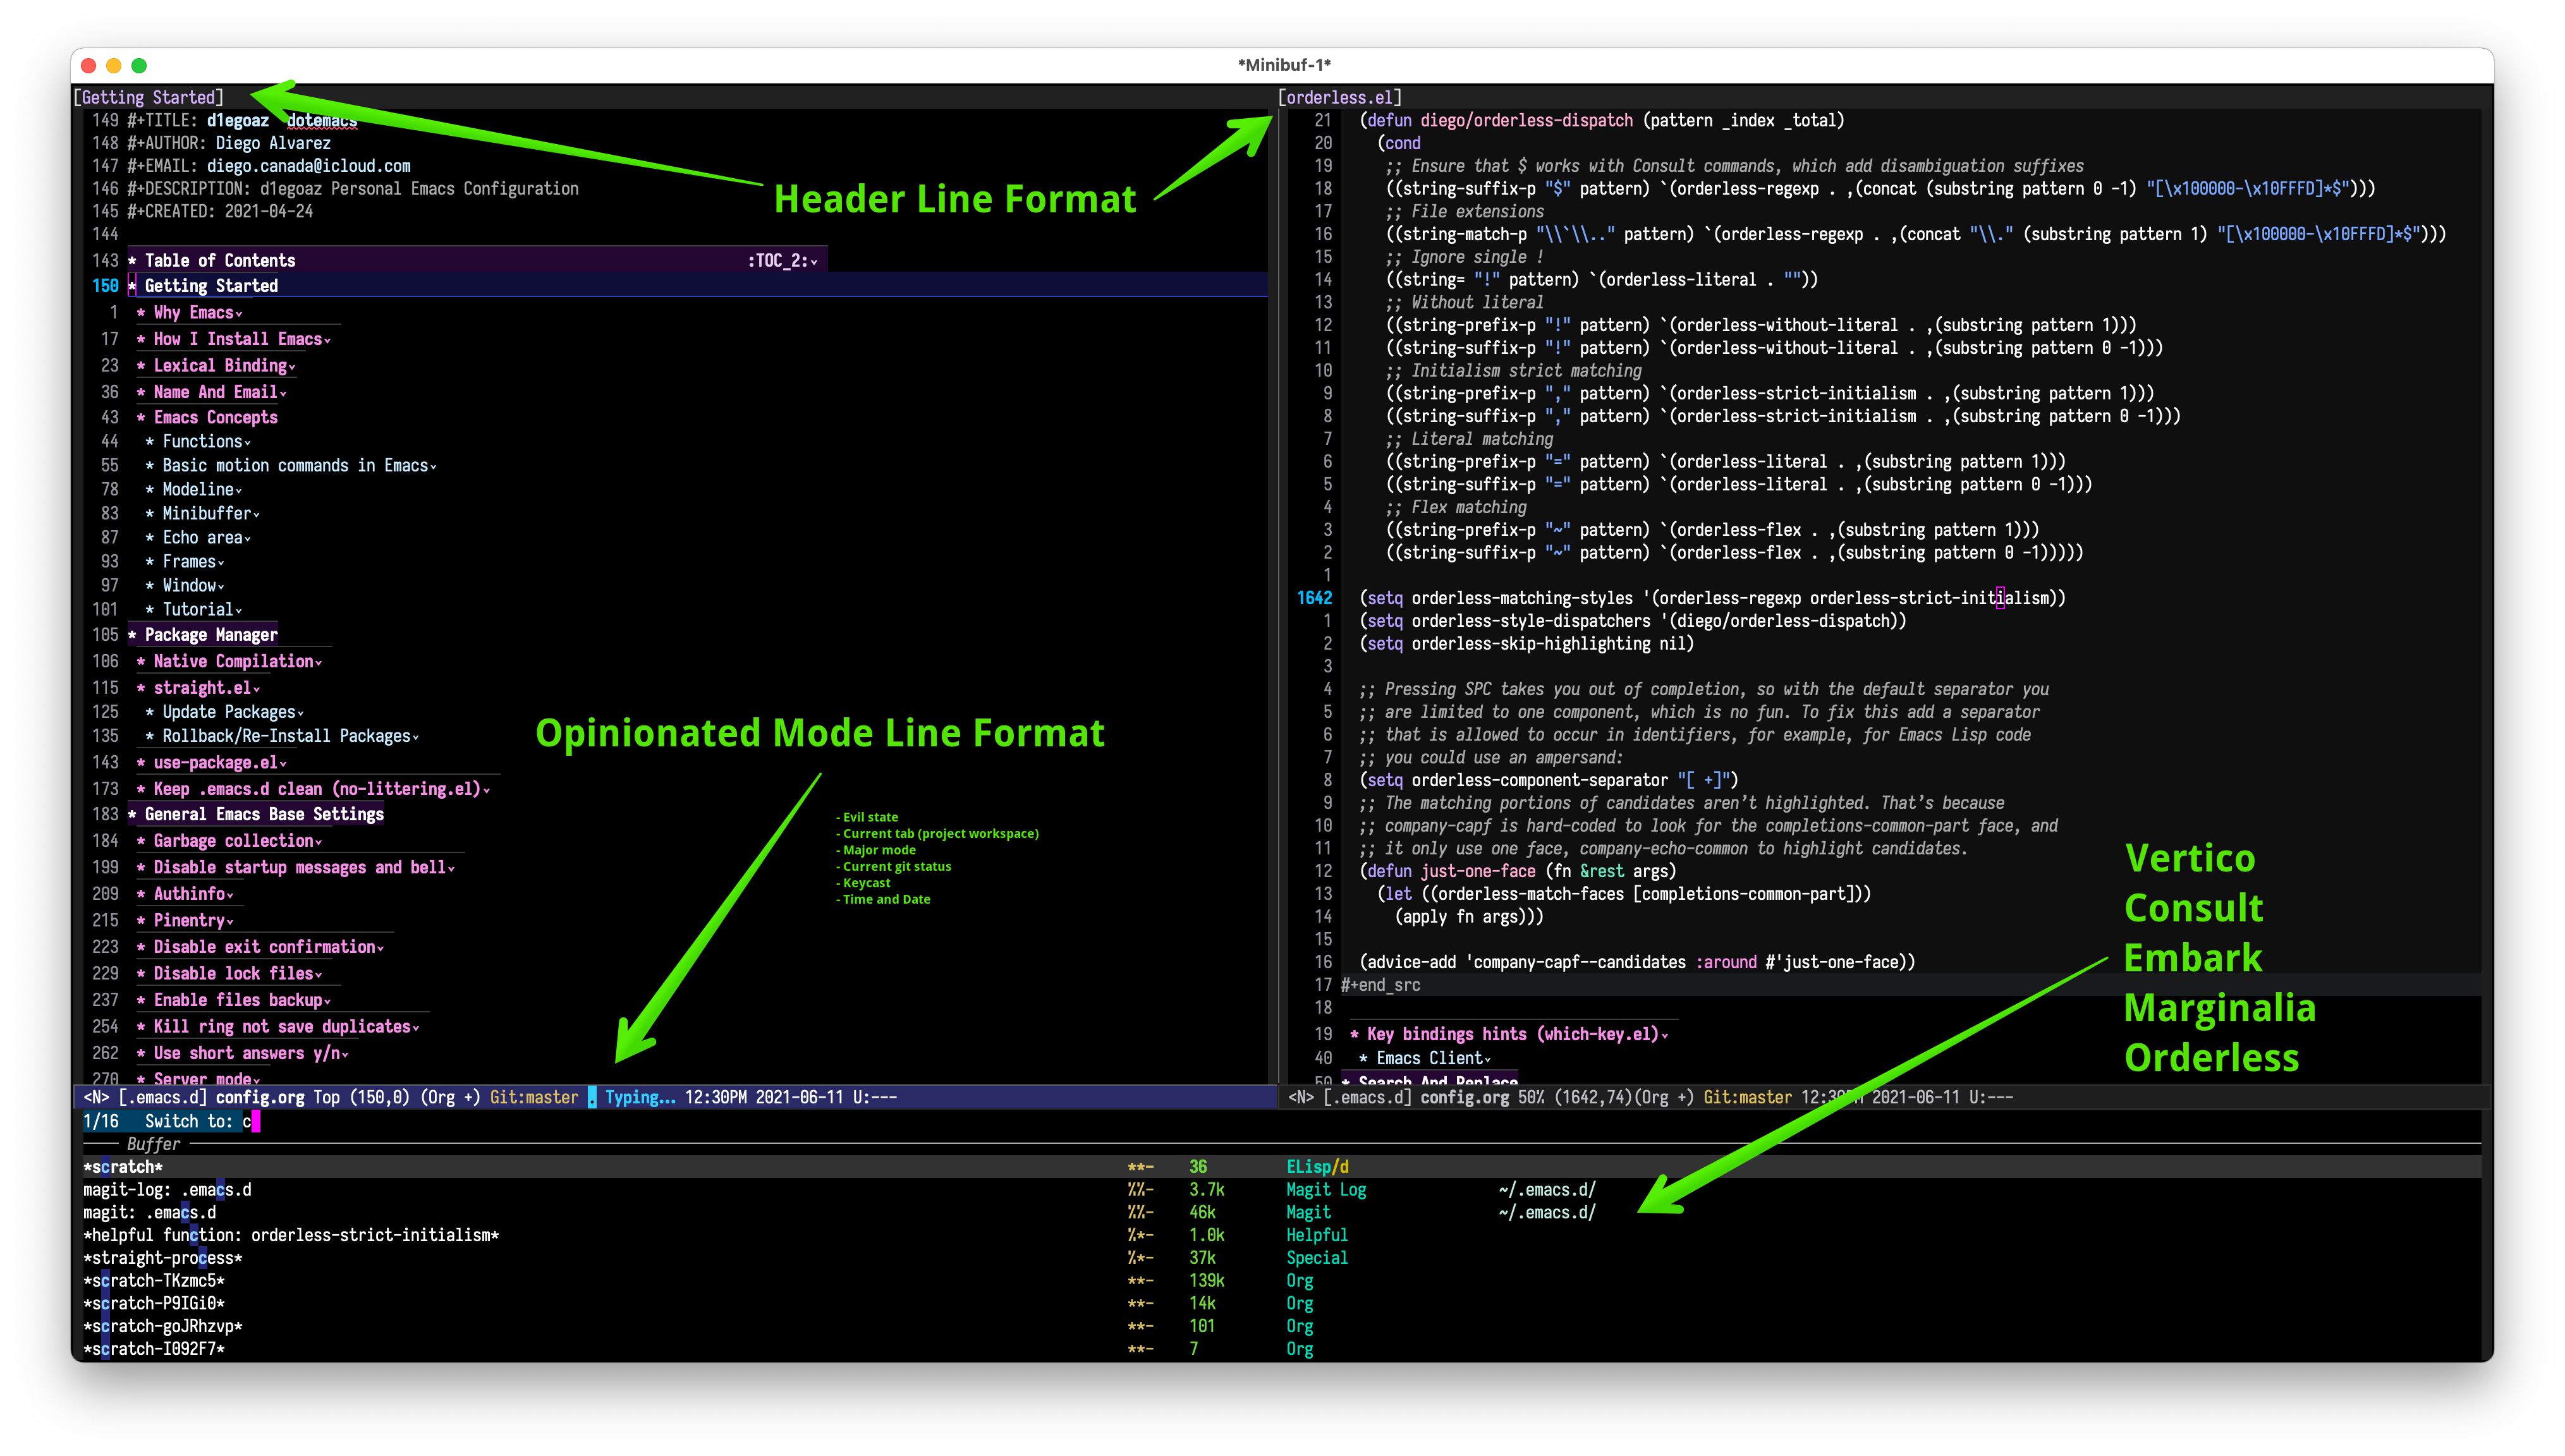 *Minibuf-1*
[Getting Started]
149 #+TITLE: d1egoaz dotemacs
148 #+AUTHOR: Diego Alvarez
147 #+EMAIL: diego.canada@icloud.com
146 #+DESCRIPTION: d1egoaz Personal Emacs Configuration
145 #+CREATED: 2021-04-24
144
143 * Table of Contents :TOC_2:
150 * Getting Started
1 * Why Emacs
17 * How I Install Emacs
23 * Lexical Binding
36 * Name And Email
43 * Emacs Concepts
44 * Functions
55 * Basic motion commands in Emacs
78 * Modeline
83 * Minibuffer
87 * Echo area
93 * Frames
97 * Window
101 * Tutorial
105 * Package Manager
106 * Native Compilation
115 * straight.el
125 * Update Packages
135 * Rollback/Re-Install Packages
143 * use-package.el
173 * Keep .emacs.d clean (no-littering.el)
183 * General Emacs Base Settings
184 * Garbage collection
199 * Disable startup messages and bell
209 * Authinfo
215 * Pinentry
223 * Disable exit confirmation
229 * Disable lock files
237 * Enable files backup
254 * Kill ring not save duplicates
262 * Use short answers y/n
270 * Server mode
Header Line Format
Opinionated Mode Line Format
- Evil state
- Current tab (project workspace)
- Major mode
- Current git status
- Keycast
- Time and Date
<N> [.emacs.d] config.org Top (150,0) (Org +) Git:master . Typing... 12:30PM 2021-06-11 U:---
[orderless.el]
21 (defun diego/orderless-dispatch (pattern _index _total)
20 (cond
19 ;; Ensure that $ works with Consult commands, which add disambiguation suffixes
18 ((string-suffix-p "$" pattern) `(orderless-regexp . ,(concat (substring pattern 0 -1) "[\x100000-\x10FFFD]*$")))
17 ;; File extensions
16 ((string-match-p "\\`\\.." pattern) `(orderless-regexp . ,(concat "\\." (substring pattern 1) "[\x100000-\x10FFFD]*$")))
15 ;; Ignore single !
14 ((string= "!" pattern) `(orderless-literal . ""))
13 ;; Without literal
12 ((string-prefix-p "!" pattern) `(orderless-without-literal . ,(substring pattern 1)))
11 ((string-suffix-p "!" pattern) `(orderless-without-literal . ,(substring pattern 0 -1)))
10 ;; Initialism strict matching
9 ((string-prefix-p "," pattern) `(orderless-strict-initialism . ,(substring pattern 1)))
8 ((string-suffix-p "," pattern) `(orderless-strict-initialism . ,(substring pattern 0 -1)))
7 ;; Literal matching
6 ((string-prefix-p "=" pattern) `(orderless-literal . ,(substring pattern 1)))
5 ((string-suffix-p "=" pattern) `(orderless-literal . ,(substring pattern 0 -1)))
4 ;; Flex matching
3 ((string-prefix-p "~" pattern) `(orderless-flex . ,(substring pattern 1)))
2 ((string-suffix-p "~" pattern) `(orderless-flex . ,(substring pattern 0 -1)))))
1
1642 (setq orderless-matching-styles '(orderless-regexp orderless-strict-initialism))
1 (setq orderless-style-dispatchers '(diego/orderless-dispatch))
2 (setq orderless-skip-highlighting nil)
3
4 ;; Pressing SPC takes you out of completion, so with the default separator you
5 ;; are limited to one component, which is no fun. To fix this add a separator
6 ;; that is allowed to occur in identifiers, for example, for Emacs Lisp code
7 ;; you could use an ampersand:
8 (setq orderless-component-separator "[ +]")
9 ;; The matching portions of candidates aren't highlighted. That's because
10 ;; company-capf is hard-coded to look for the completions-common-part face, and
11 ;; it only use one face, company-echo-common to highlight candidates.
12 (defun just-one-face (fn &rest args)
13 (let ((orderless-match-faces [completions-common-part]))
14 (apply fn args)))
15
16 (advice-add 'company-capf--candidates :around #'just-one-face))
17 #+end_src
18
19 * Key bindings hints (which-key.el)
40 * Emacs Client
50 * Search And Replace
<N> [.emacs.d] config.org 50% (1642,74)(Org +) Git:master 12:30PM 2021-06-11 U:---
Vertico
Consult
Embark
Marginalia
Orderless
1/16 Switch to: c
Buffer
*scratch* **- 36 ELisp/d
magit-log: .emacs.d %%- 3.7k Magit Log ~/.emacs.d/
magit: .emacs.d %%- 46k Magit ~/.emacs.d/
*helpful function: orderless-strict-initialism* %*- 1.0k Helpful
*straight-process* %*- 37k Special
*scratch-TKzmc5* **- 139k Org
*scratch-P9IGi0* **- 14k Org
*scratch-goJRhzvp* **- 101 Org
*scratch-I092F7* **- 7 Org